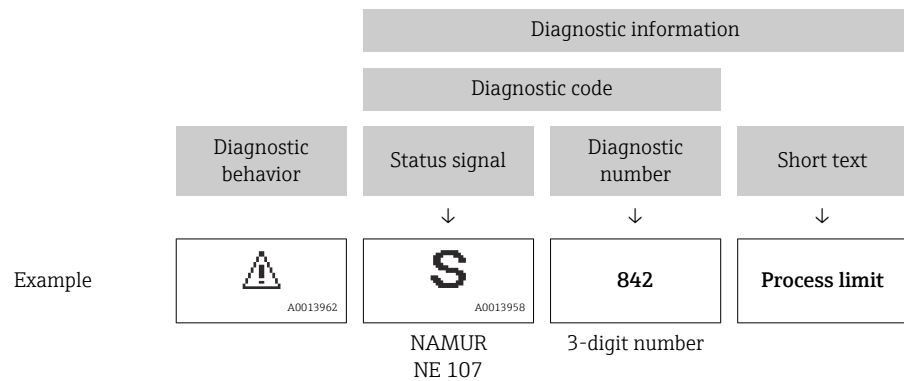 Diagnostic information
Diagnostic code
Diagnostic
behavior
Status signal
Diagnostic
number
Short text
↓ ↓ ↓
Example
A0013962
S
A0013958
842
Process limit
NAMUR
NE 107
3-digit number